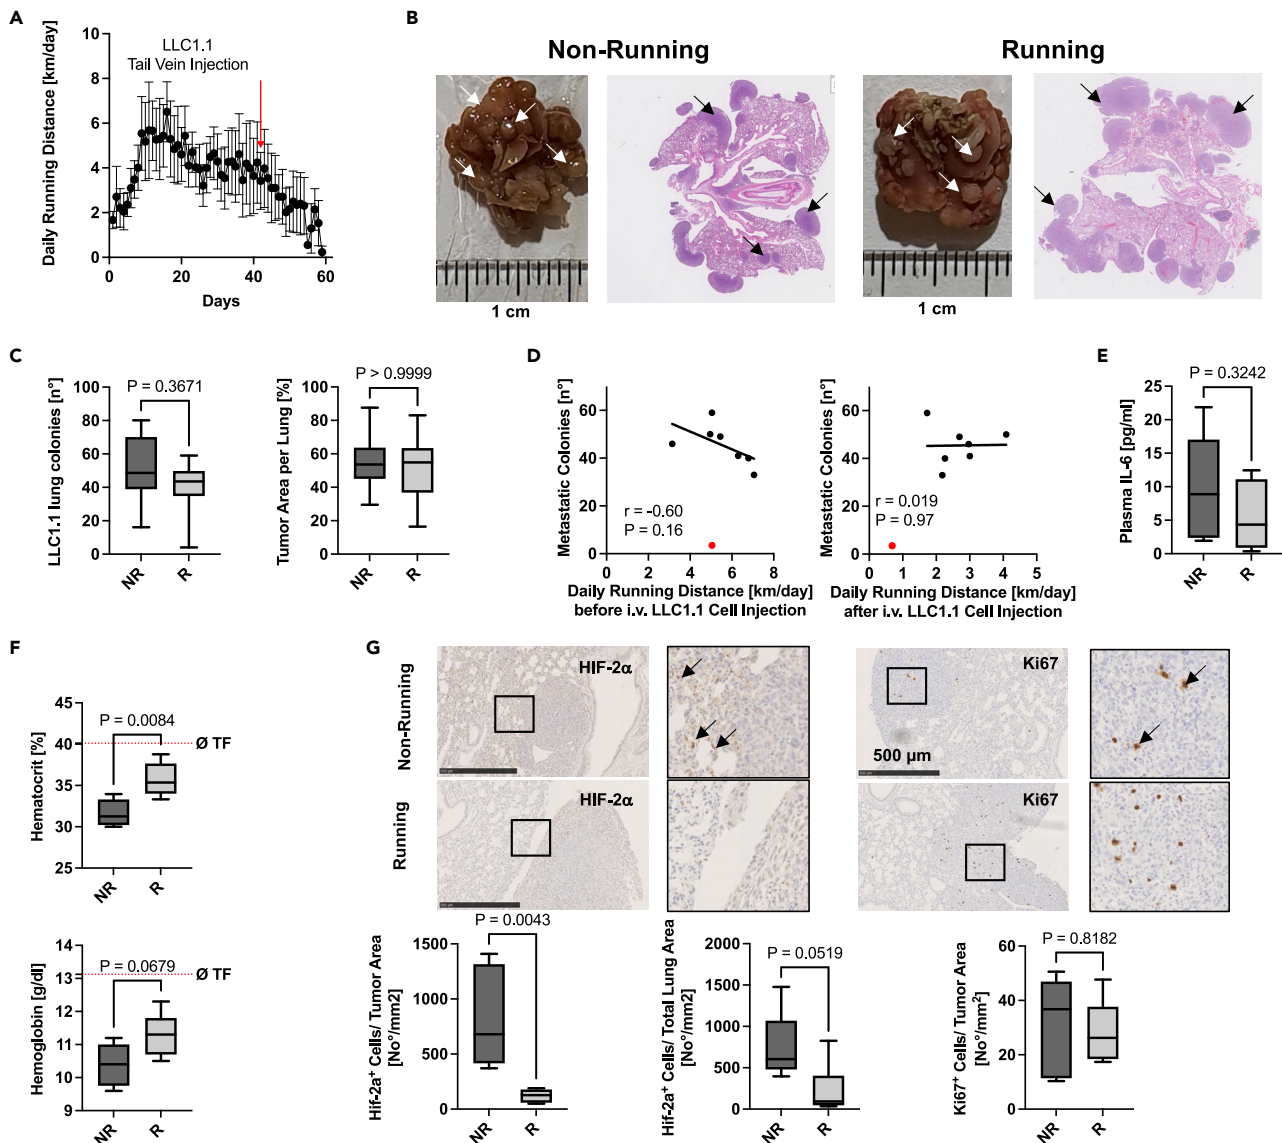 A
Daily Running Distance [km/day]
10
8
6
4
2
0
LLC1.1
Tail Vein Injection
0
20
40
60
Days
B
Non-Running
Running
1 cm
1 cm
C
LLC1.1 lung colonies [n°]
100
80
60
40
20
0
P = 0.3671
NR
R
Tumor Area per Lung [%]
100
80
60
40
20
0
P > 0.9999
NR
R
D
Metastatic Colonies [n°]
60
40
20
0
r = -0.60
P = 0.16
0
2
4
6
8
Daily Running Distance [km/day]
before i.v. LLC1.1 Cell Injection
Metastatic Colonies [n°]
60
40
20
0
r = 0.019
P = 0.97
0
1
2
3
4
5
Daily Running Distance [km/day]
after i.v. LLC1.1 Cell Injection
E
Plasma IL-6 [pg/ml]
25
20
15
10
5
0
P = 0.3242
NR
R
F
Hematocrit [%]
45
40
35
30
25
P = 0.0084
Ø TF
NR
R
Hemoglobin [g/dl]
14
13
12
11
10
9
P = 0.0679
Ø TF
NR
R
G
Non-Running
HIF-2α
Ki67
500 µm
Running
HIF-2α
Ki67
Hif-2a⁺ Cells/ Tumor Area
[No°/mm2]
1500
1000
500
0
P = 0.0043
NR
R
Hif-2a⁺ Cells/ Total Lung Area
[No°/mm2]
2000
1500
1000
500
0
P = 0.0519
NR
R
Ki67⁺ Cells/ Tumor Area
[No°/mm²]
60
40
20
0
P = 0.8182
NR
R